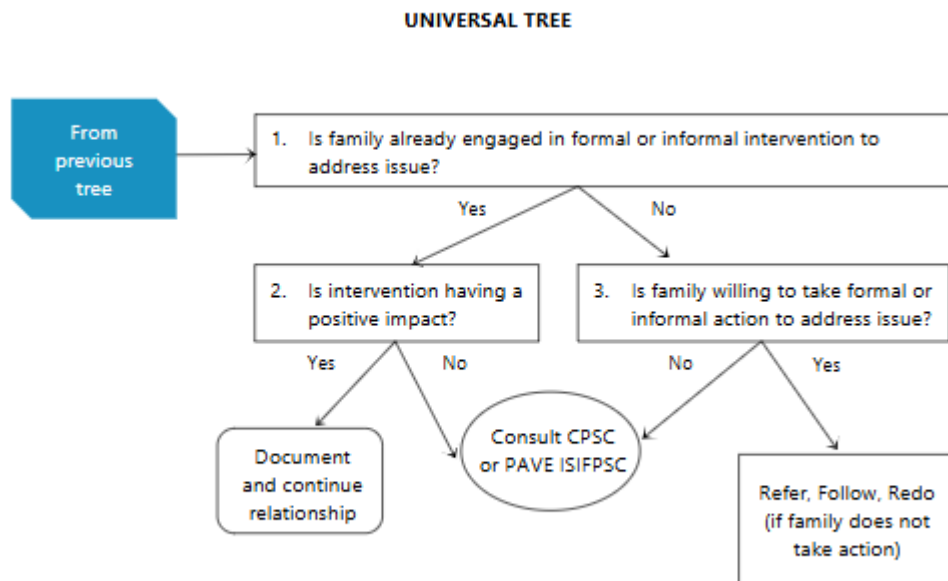 UNIVERSAL TREE
From
previous
tree
1. Is family already engaged in formal or informal intervention to
address issue?
Yes
No
2. Is intervention having a
positive impact?
3. Is family willing to take formal or
informal action to address issue?
Yes
No
No
Yes
Document
and continue
relationship
Consult CPSC
or PAVE ISIFPSC
Refer, Follow, Redo
(if family does not
take action)